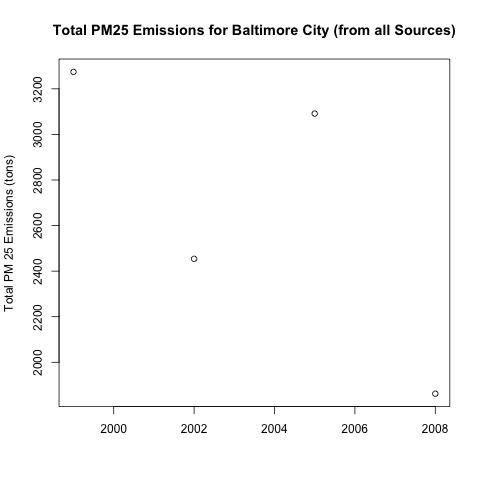 Total PM25 Emissions for Baltimore City (from all Sources)
Total PM 25 Emissions (tons)
3200
3000
2800
2600
2400
2200
2000
2000 2002 2004 2006 2008